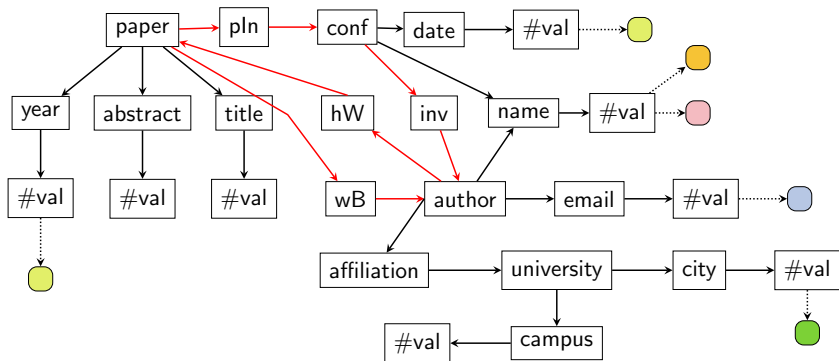 paper pln conf date #val
year abstract title hW inv name #val
#val #val #val wB author email #val
affiliation university city #val
#val campus